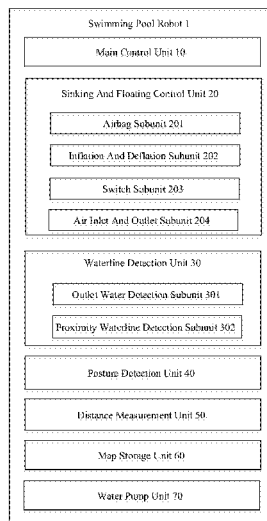 Swimming Pool Robot 1
Main Control Unit 10
Sinking And Floating Control Unit 20
Airbag Subunit 201
Inflation And Deflation Subunit 202
Switch Subunit 203
Air Inlet And Outlet Subunit 204
Waterline Detection Unit 30
Outlet Water Detection Subunit 301
Proximity Waterline Detection Subunit 302
Posture Detection Unit 40
Distance Measurement Unit 50
Map Storage Unit 60
Water Pump Unit 70